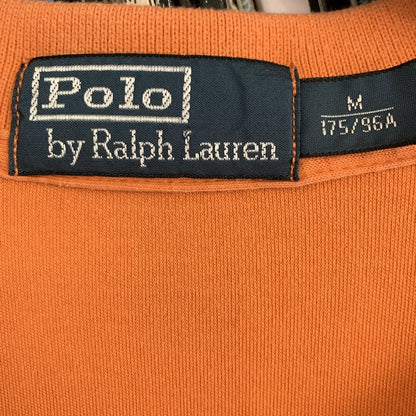 Polo
by Ralph Lauren
M
175/96A